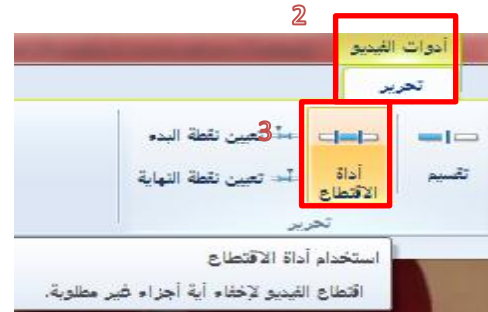 2
أدوات الفيديو
تحرير
تقسيم
أداة الاقتطاع
3
تعيين نقطة البدء
تعيين نقطة النهاية
تحرير
استخدام أداة الاقتطاع
اقتطاع الفيديو لإخفاء أية أجزاء غير مطلوبة.